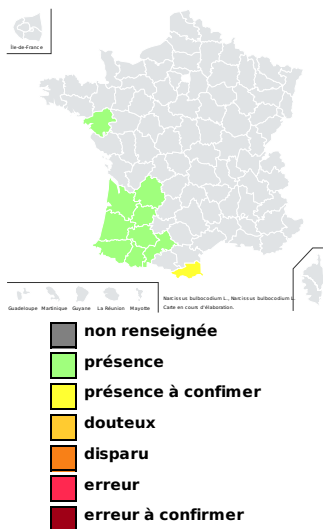 Île-de-France
Guadeloupe Martinique Guyane La Réunion Mayotte
Narcissus bulbocodium L., Narcissus bulbocodium L.
Carte en cours d'élaboration.
non renseignée
présence
présence à confimer
douteux
disparu
erreur
erreur à confirmer